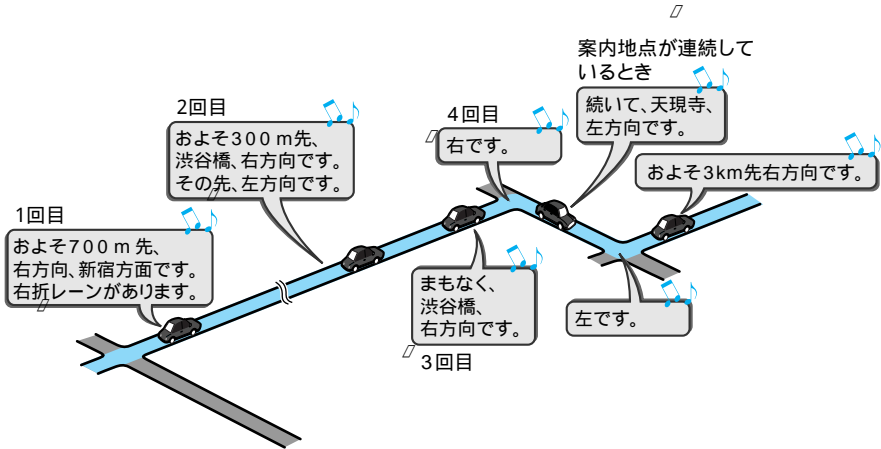 1回目
およそ700m先、
右方向、新宿方面です。
右折レーンがあります。
2回目
およそ300m先、
渋谷橋、右方向です。
その先、左方向です。
まもなく、
渋谷橋、
右方向です。
3回目
4回目
右です。
案内地点が連続して
いるとき
続いて、天現寺、
左方向です。
左です。
およそ3km先右方向です。